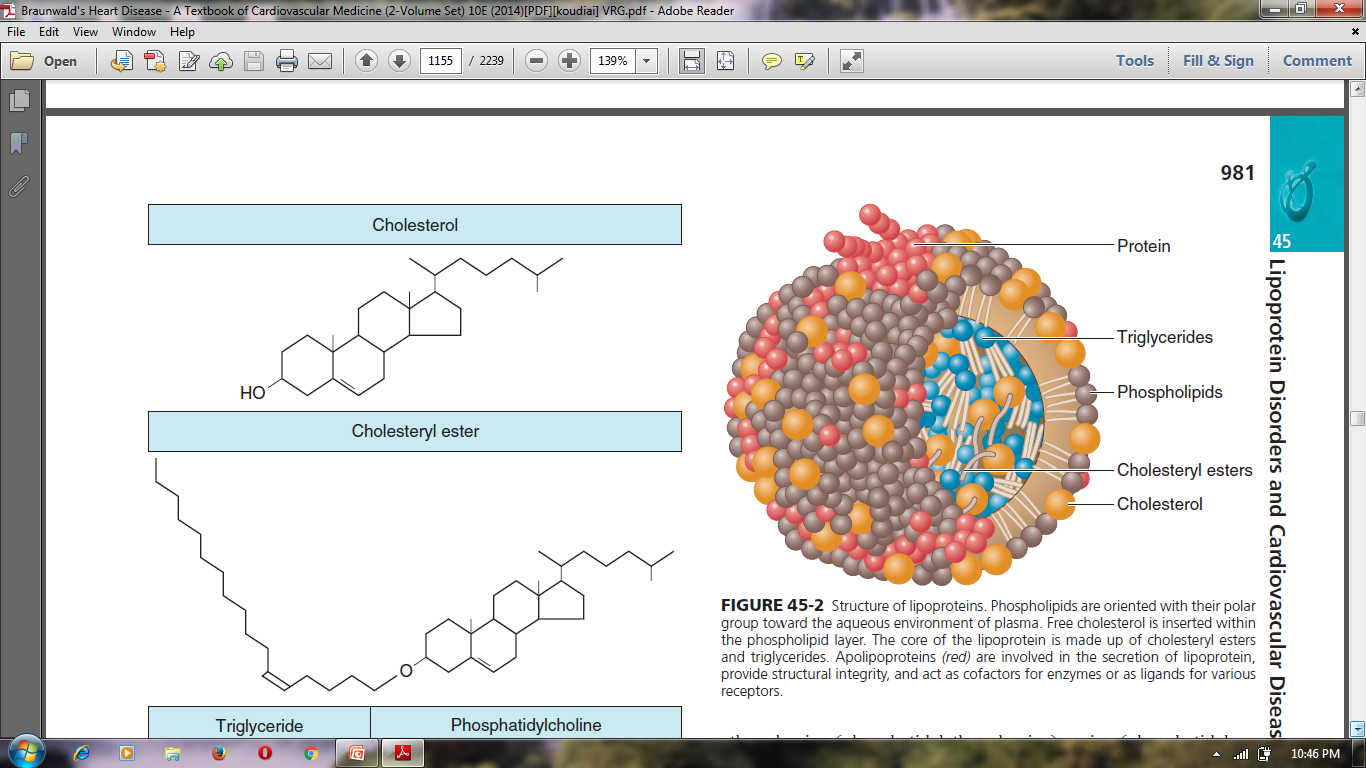 Braunwald's Heart Disease - A Textbook of Cardiovascular Medicine (2-Volume Set) 10E (2014)[PDF][koudiai] VRG.pdf - Adobe Reader
File Edit View Window Help
Open 1155 / 2239 139% Tools Fill & Sign Comment
981
45
Lipoprotein Disorders and Cardiovascular Diseas
Cholesterol
HO
Cholesteryl ester
O
Triglyceride Phosphatidylcholine
Protein
Triglycerides
Phospholipids
Cholesteryl esters
Cholesterol
FIGURE 45-2 Structure of lipoproteins. Phospholipids are oriented with their polar
group toward the aqueous environment of plasma. Free cholesterol is inserted within
the phospholipid layer. The core of the lipoprotein is made up of cholesteryl esters
and triglycerides. Apolipoproteins (red) are involved in the secretion of lipoprotein,
provide structural integrity, and act as cofactors for enzymes or as ligands for various
receptors.
10:46 PM